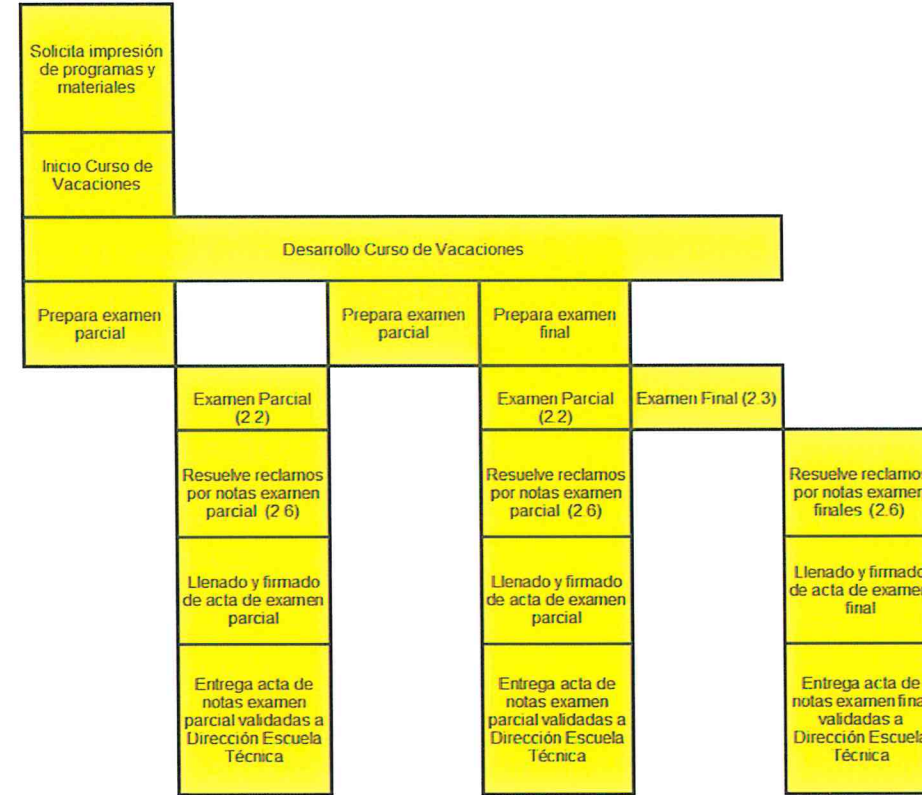 Solicita impresión
de programas y
materiales
Inicio Curso de
Vacaciones
Desarrollo Curso de Vacaciones
Prepara examen
parcial
Prepara examen
parcial
Prepara examen
final
Examen Parcial
(2 2)
Examen Parcial
(2 2)
Examen Final (2 3)
Resuelve reclamos
por notas examen
parcial (2 6)
Resuelve reclamos
por notas examen
parcial (2 6)
Resuelve reclamos
por notas examen
finales (2.6)
Llenado y firmado
de acta de examen
parcial
Llenado y firmado
de acta de examen
parcial
Llenado y firmado
de acta de examen
final
Entrega acta de
notas examen
parcial validadas a
Dirección Escuela
Técnica
Entrega acta de
notas examen
parcial validadas a
Dirección Escuela
Técnica
Entrega acta de
notas examen final
validadas a
Dirección Escuela
Técnica